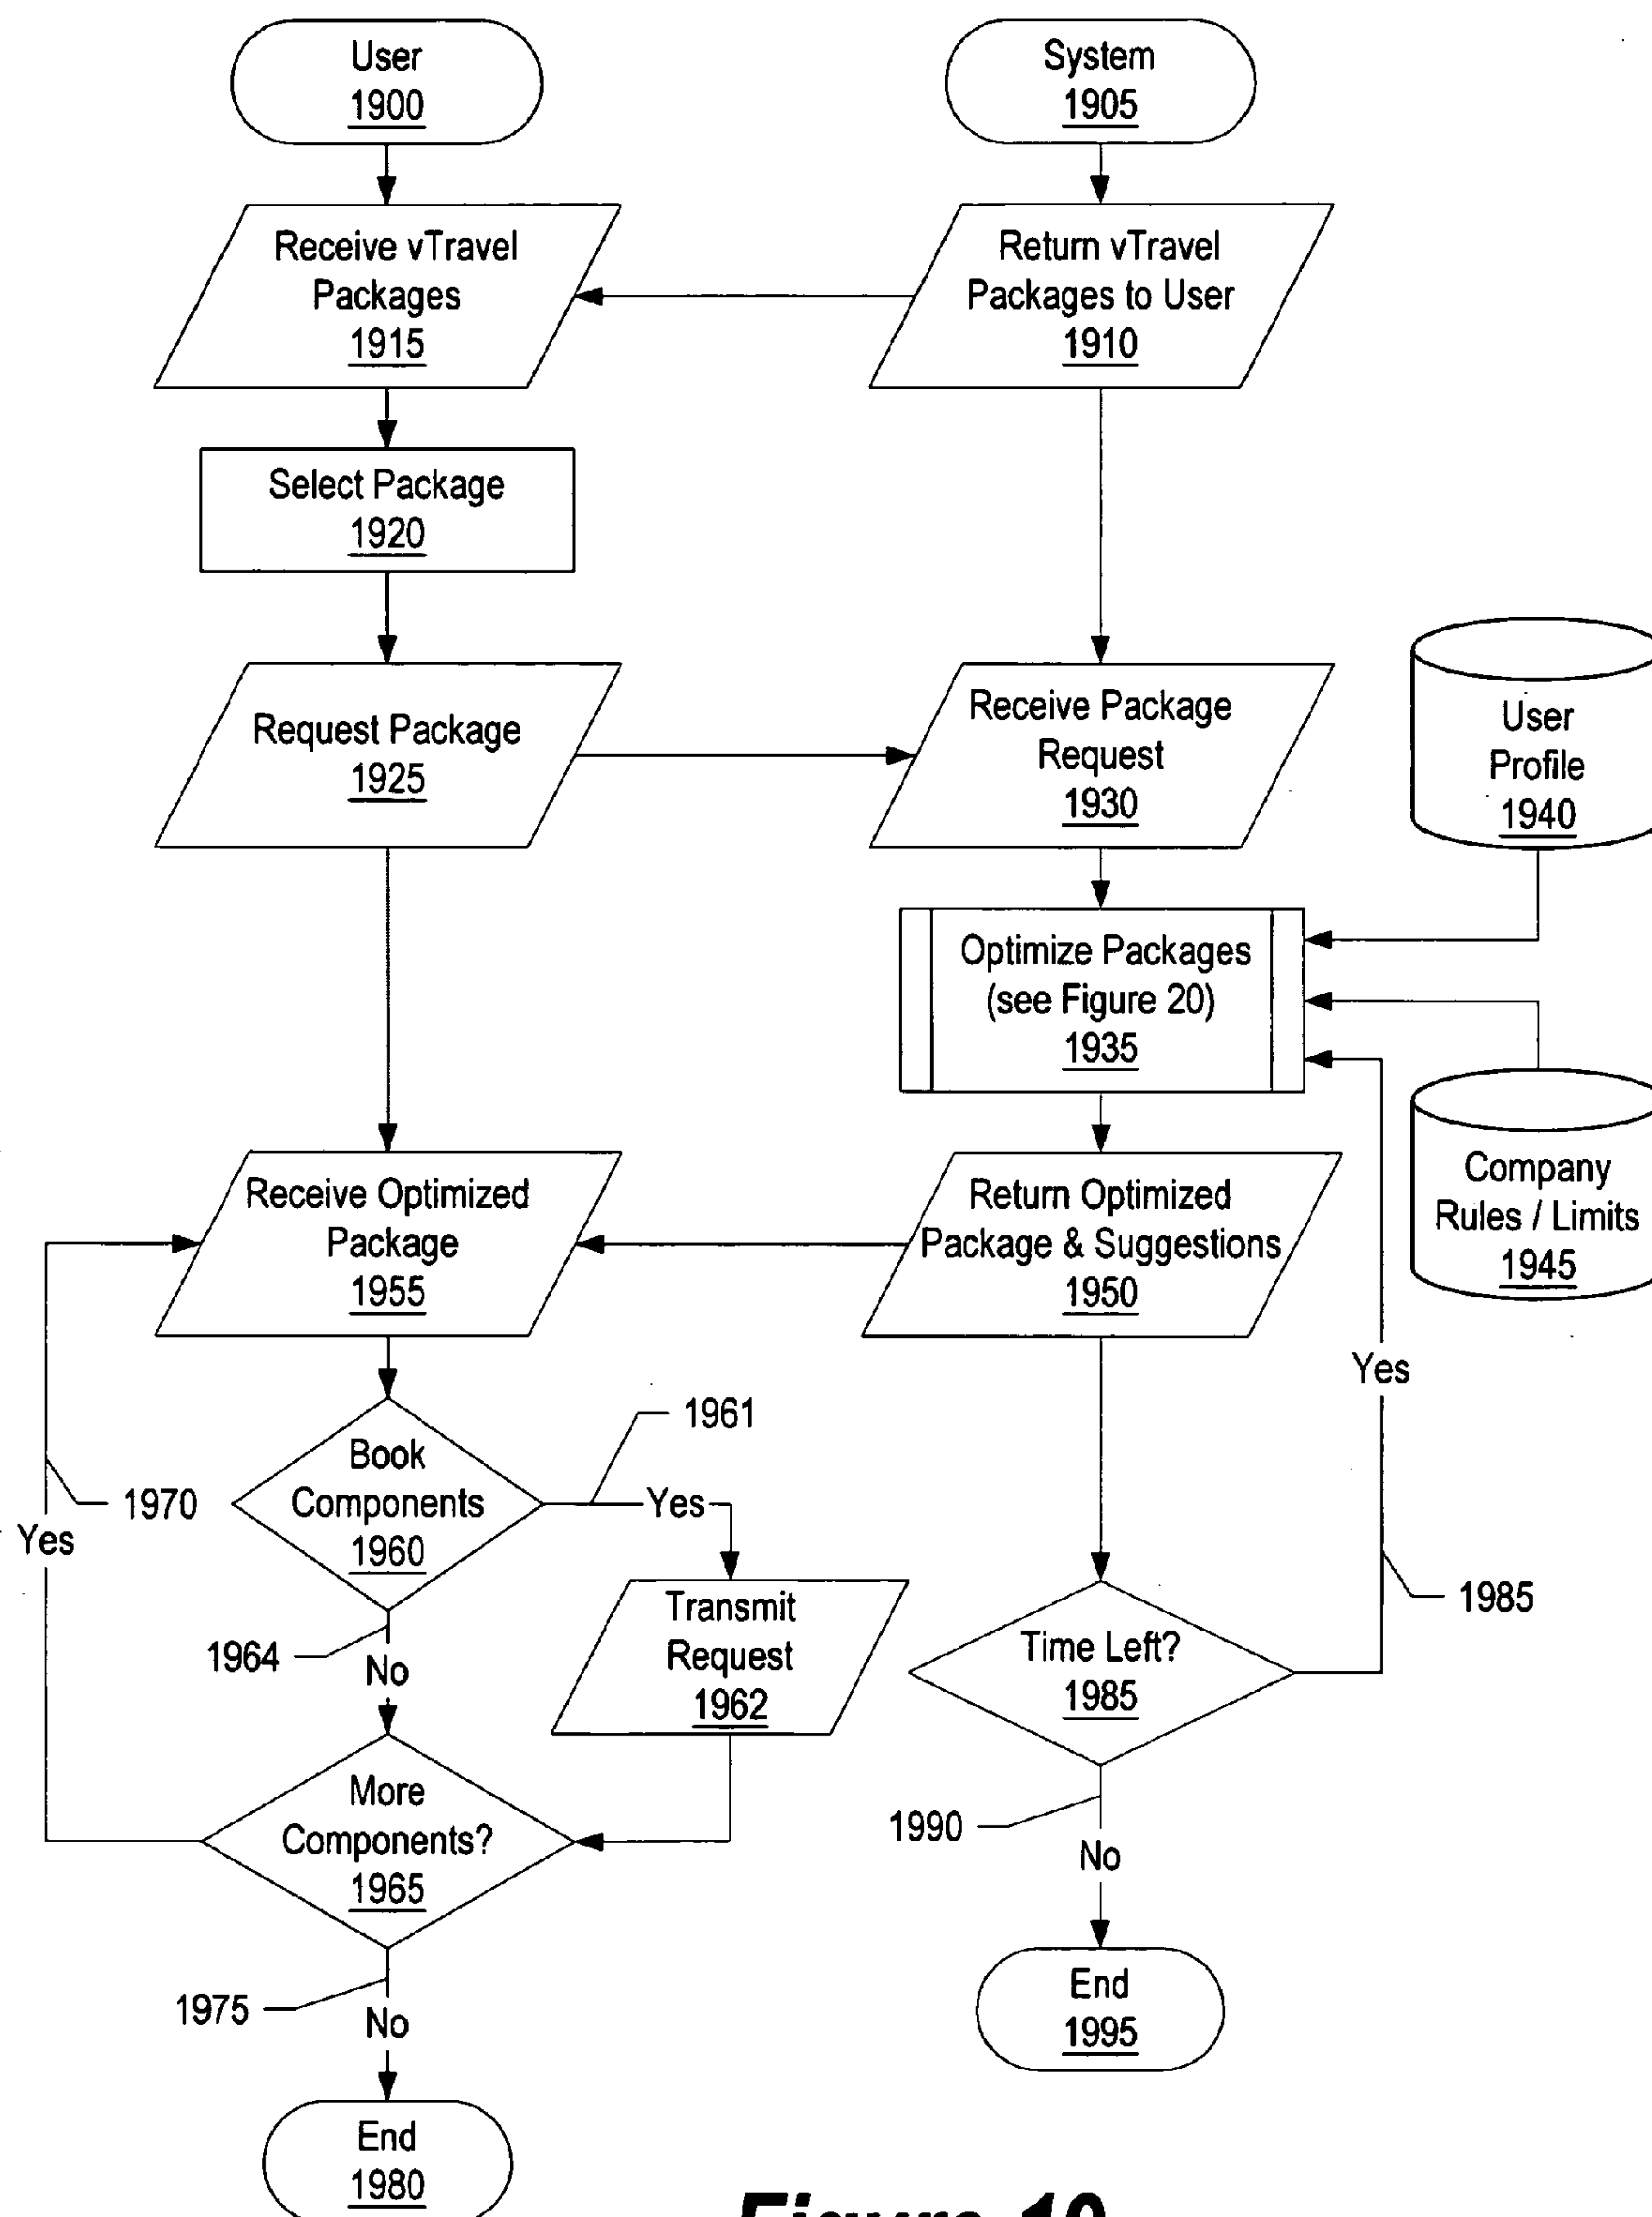 User
1900
System
1905
Receive vTravel
Packages
1915
Return vTravel
Packages to User
1910
Select Package
1920
Request Package
1925
Receive Package
Request
1930
User
Profile
1940
Optimize Packages
(see Figure 20)
1935
Company
Rules / Limits
1945
Receive Optimized
Package
1955
Return Optimized
Package & Suggestions
1950
Yes
1961
Book
Components
1960
Yes
1970
Yes
1985
1964
No
Transmit
Request
1962
Time Left?
1985
More
Components?
1965
1990
No
1975
No
End
1995
End
1980
Figure 19